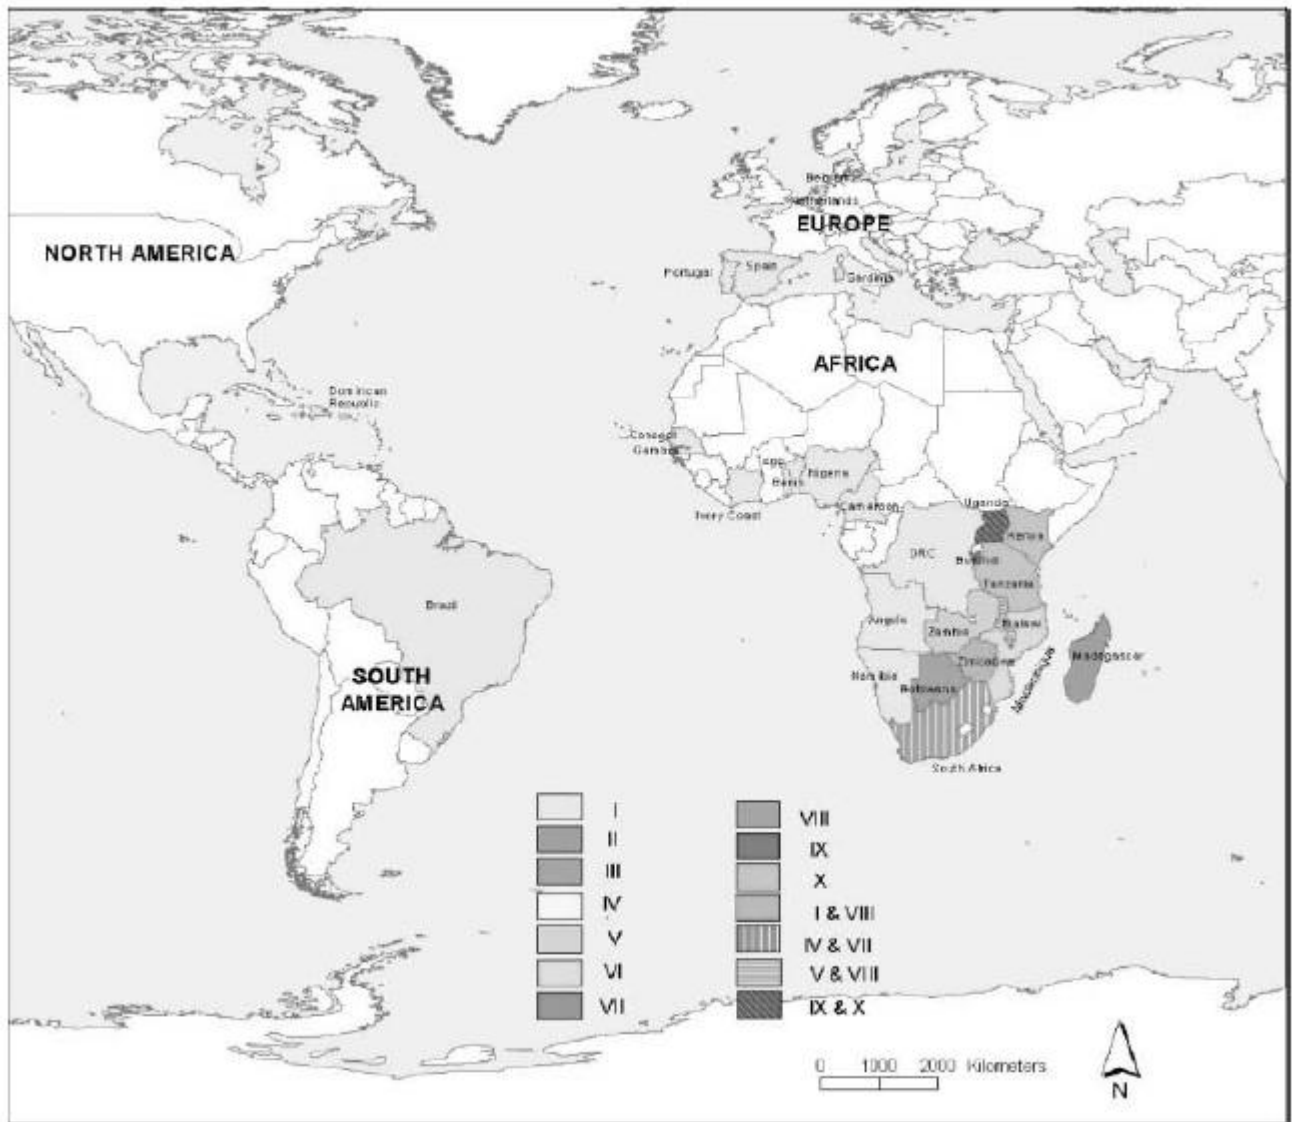 Belgium
Netherlands
EUROPE
NORTH AMERICA
Portugal
Spain
Sardinia
AFRICA
Dominican
Republic
Senegal
Gambia
Togo
Benin
Nigeria
Ivory Coast
Cameroon
Uganda
Kenya
DRC
Burundi
Tanzania
Brazil
Angola
Zambia
Malawi
Zimbabwe
Madagascar
SOUTH
AMERICA
Namibia
Botswana
Mozambique
South Africa
I
II
III
IV
V
VI
VII
VIII
IX
X
I & VIII
IV & VII
V & VIII
IX & X
0 1000 2000 Kilometers
N